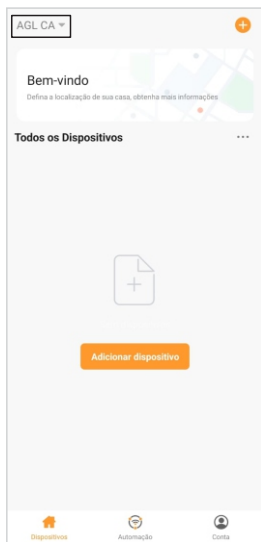 AGL CA
Bem-vindo
Defina a localização de sua casa, obtenha mais informações
Todos os Dispositivos
Adicionar dispositivo
Dispositivos Automação Conta